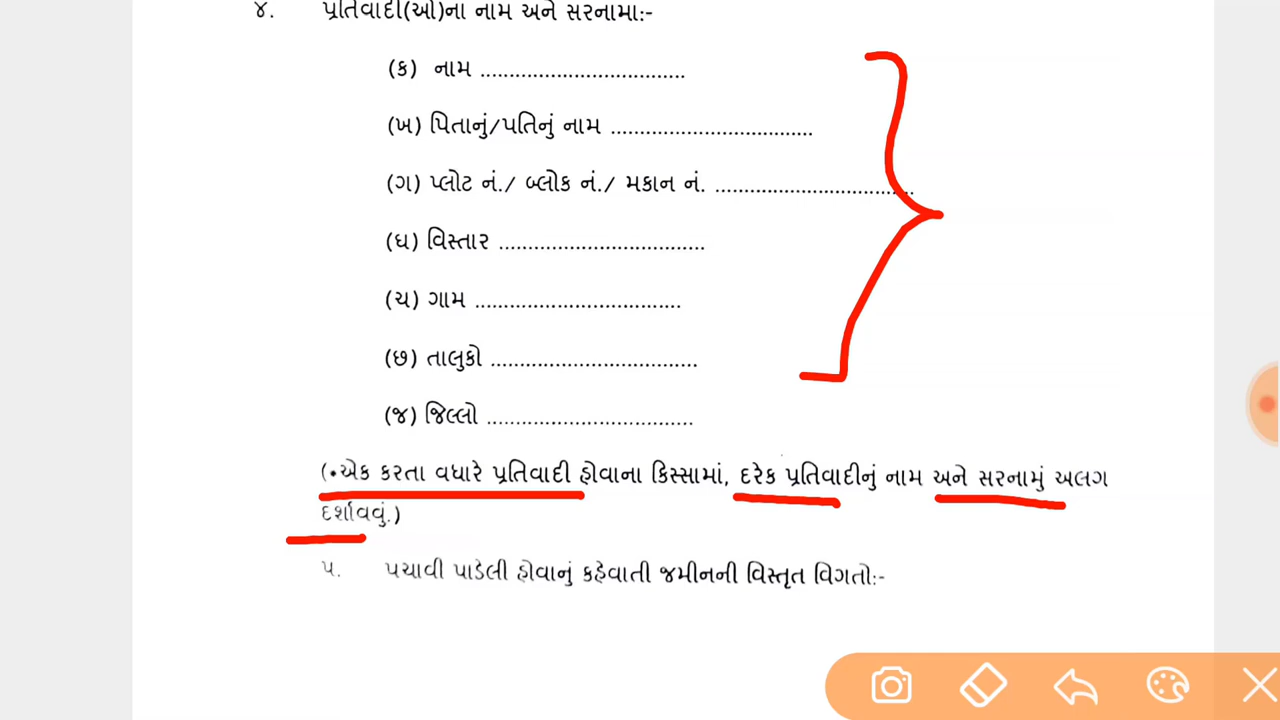 ૪. પ્રતિવાદી(ઓ)ના નામ અને સરનામા:-
(ક) નામ ...................................
(ખ) પિતાનું/પતિનું નામ ...................................
(ગ) પ્લોટ નં./ બ્લોક નં./ મકાન નં. ...................................
(ઘ) વિસ્તાર ...................................
(ચ) ગામ ...................................
(છ) તાલુકો ...................................
(જ) જિલ્લો ...................................
(•એક કરતા વધારે પ્રતિવાદી હોવાના કિસ્સામાં, દરેક પ્રતિવાદીનું નામ અને સરનામું અલગ
દર્શાવવું.)
૫. પચાવી પાડેલી હોવાનું કહેવાતી જમીનની વિસ્તૃત વિગતો:-